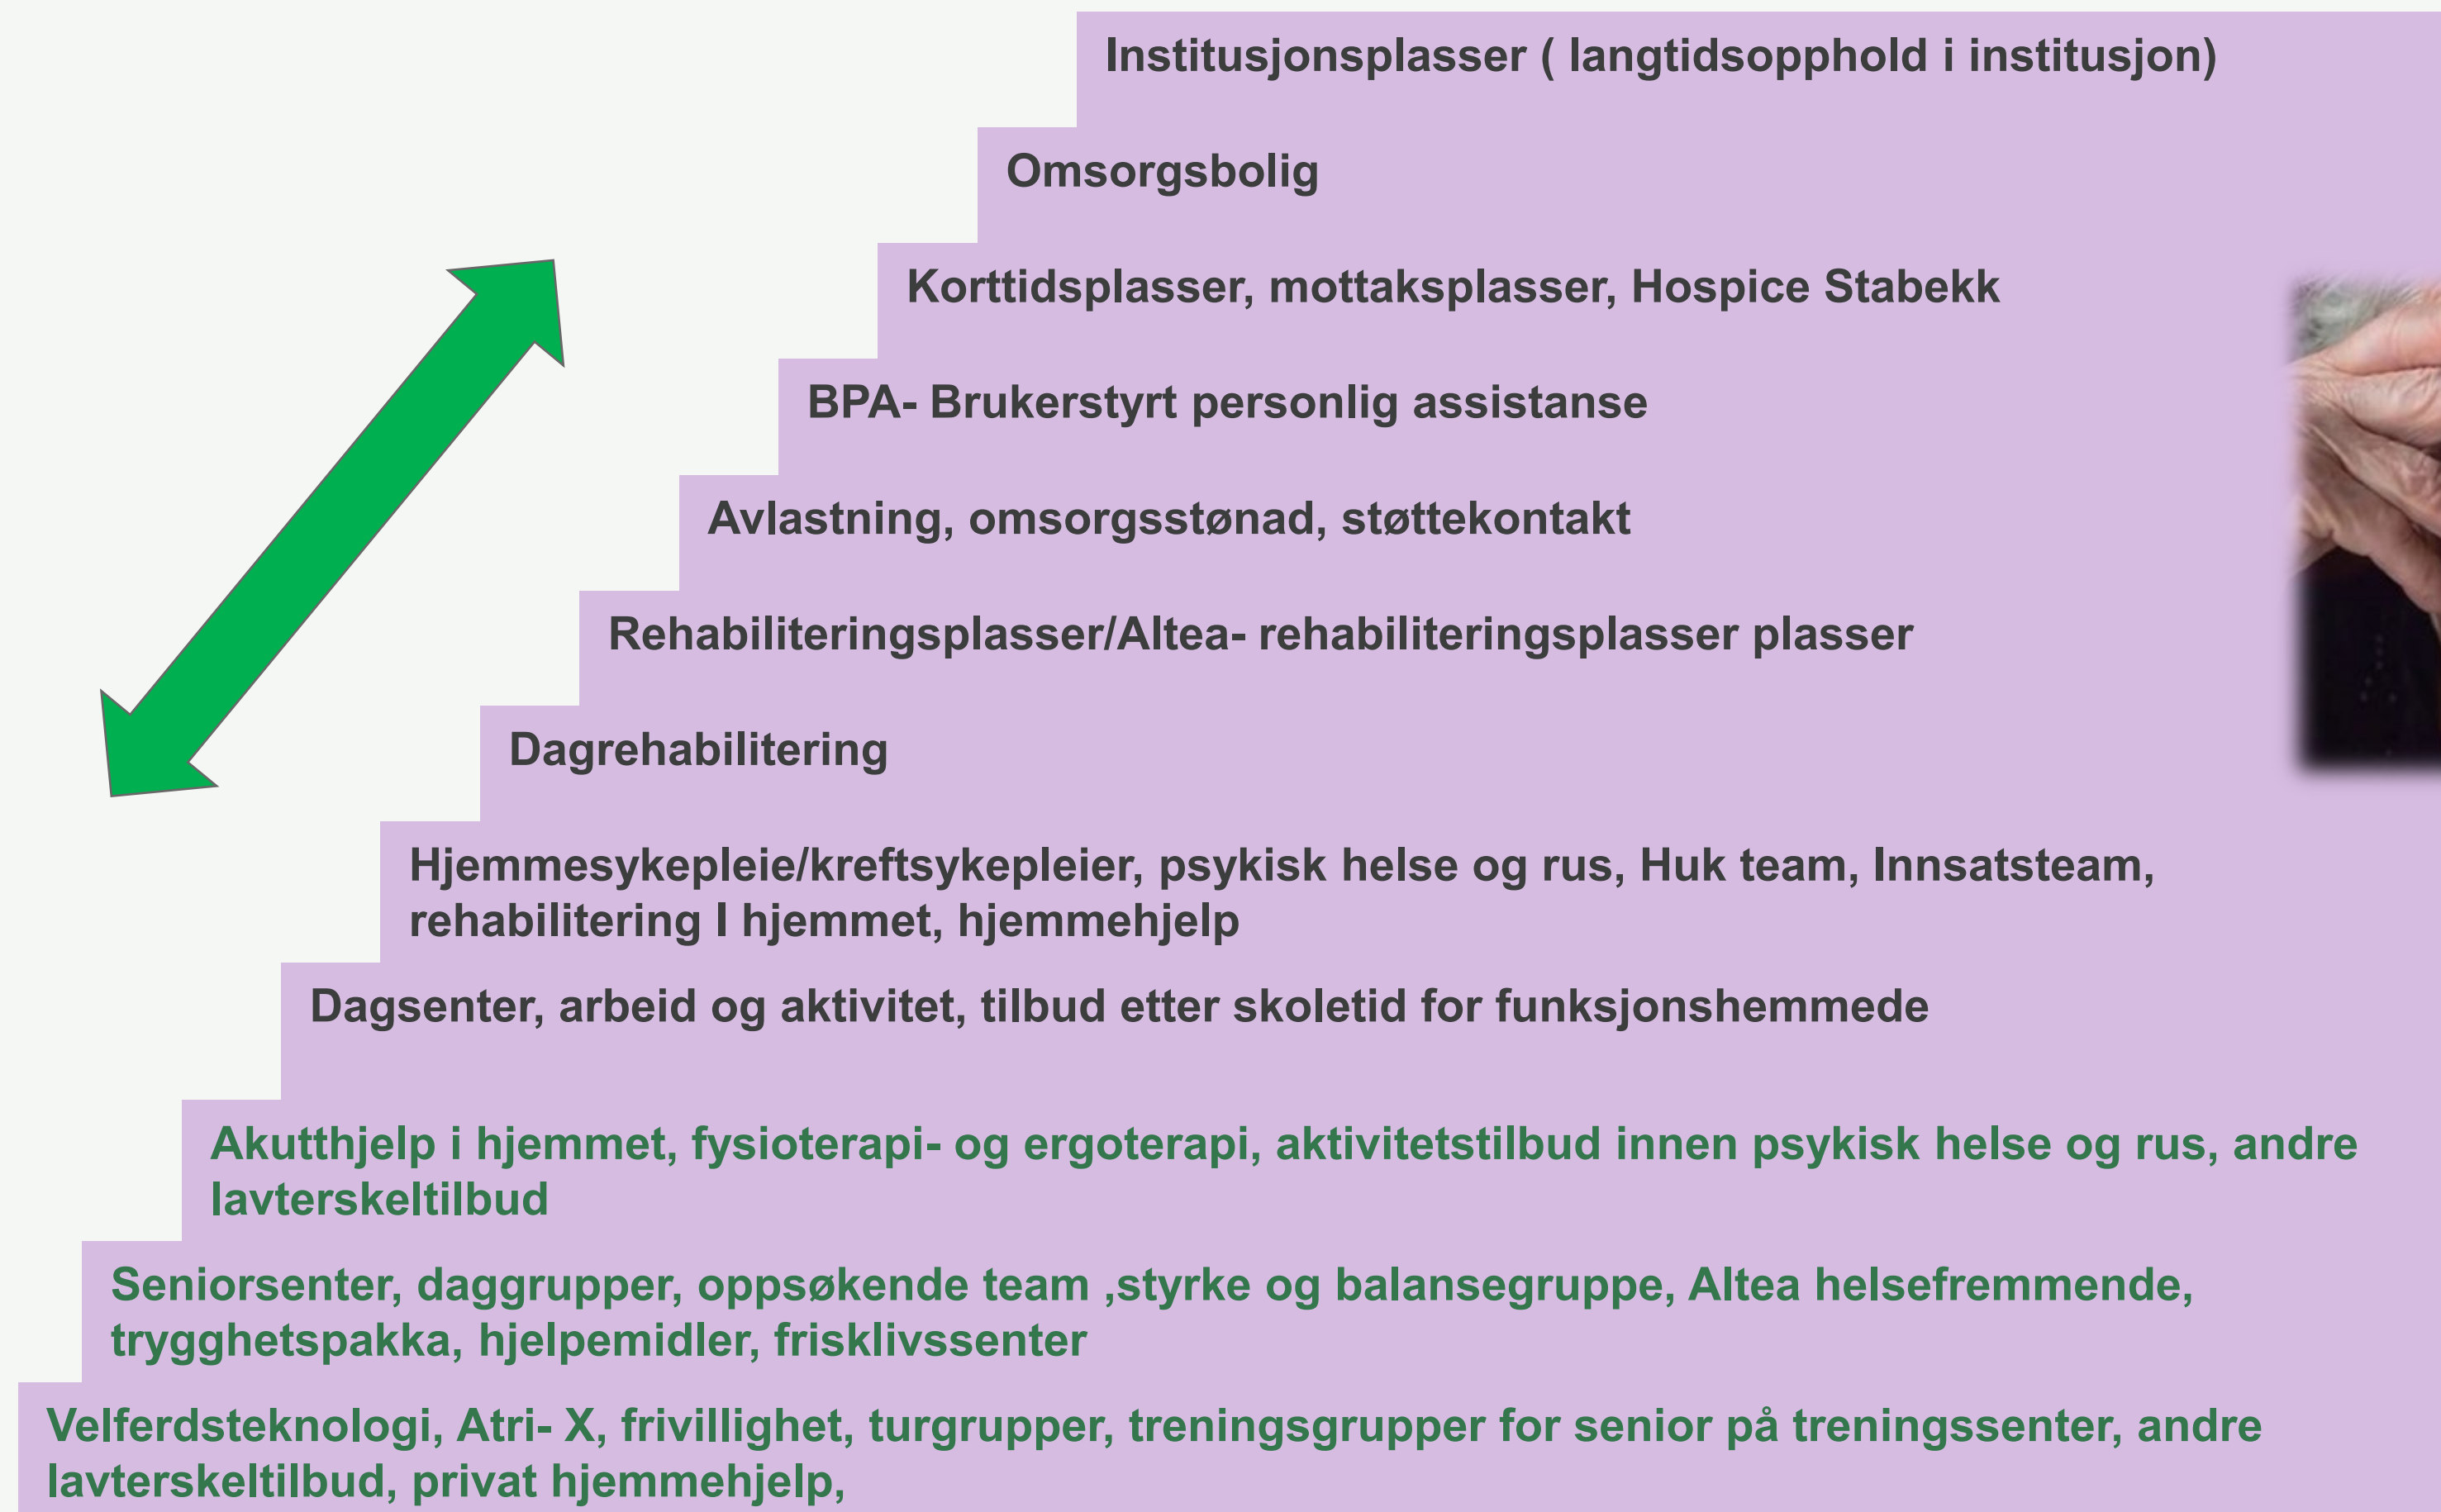 Institusjonsplasser ( langtidsopphold i institusjon)
Omsorgsbolig
Korttidsplasser, mottaksplasser, Hospice Stabekk
BPA- Brukerstyrt personlig assistanse
Avlastning, omsorgsstønad, støttekontakt
Rehabiliteringsplasser/Altea- rehabiliteringsplasser plasser
Dagrehabilitering
Hjemmesykepleie/kreftsykepleier, psykisk helse og rus, Huk team, Innsatsteam,
rehabilitering I hjemmet, hjemmehjelp
Dagsenter, arbeid og aktivitet, tilbud etter skoletid for funksjonshemmede
Akutthjelp i hjemmet, fysioterapi- og ergoterapi, aktivitetstilbud innen psykisk helse og rus, andre
lavterskeltilbud
Seniorsenter, daggrupper, oppsøkende team ,styrke og balansegruppe, Altea helsefremmende,
trygghetspakka, hjelpemidler, frisklivssenter
Velferdsteknologi, Atri- X, frivillighet, turgrupper, treningsgrupper for senior på treningssenter, andre
lavterskeltilbud, privat hjemmehjelp,